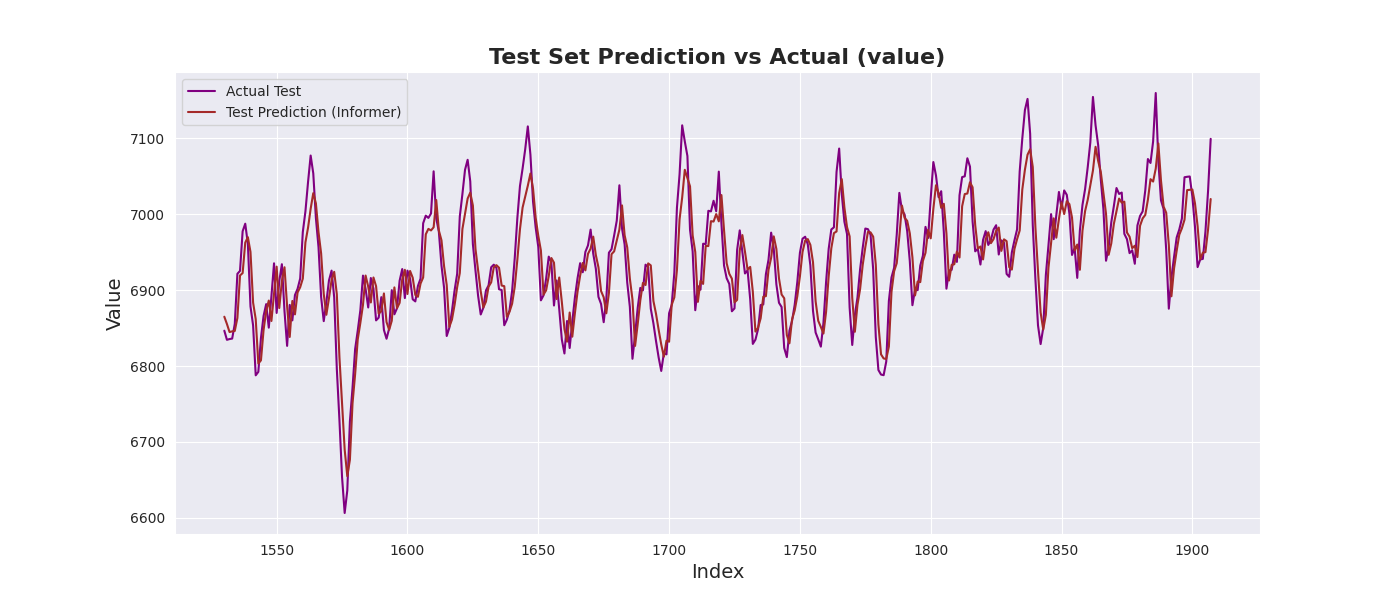 Test Set Prediction vs Actual (value)
Actual Test
Test Prediction (Informer)
7100
7000
6900
6800
6700
6600
Value
1550 1600 1650 1700 1750 1800 1850 1900
Index